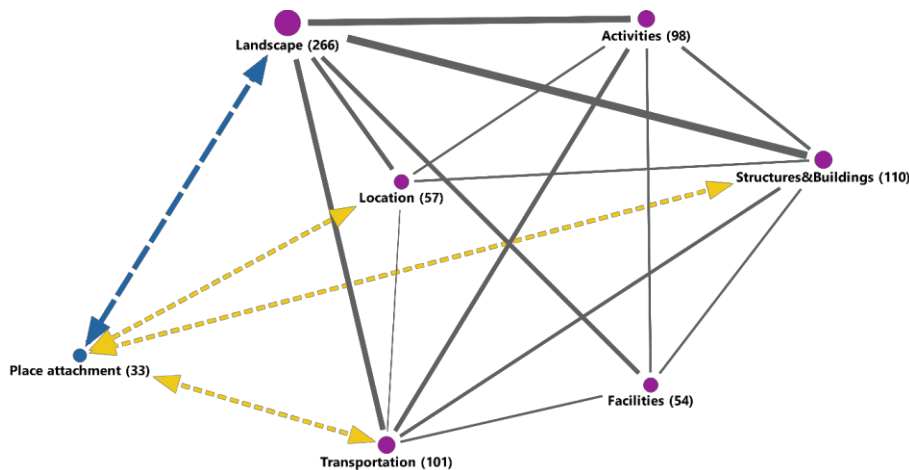 Activities (98)
Landscape (266)
Structures&Buildings (110)
Location (57)
Place attachment (33)
Facilities (54)
Transportation (101)